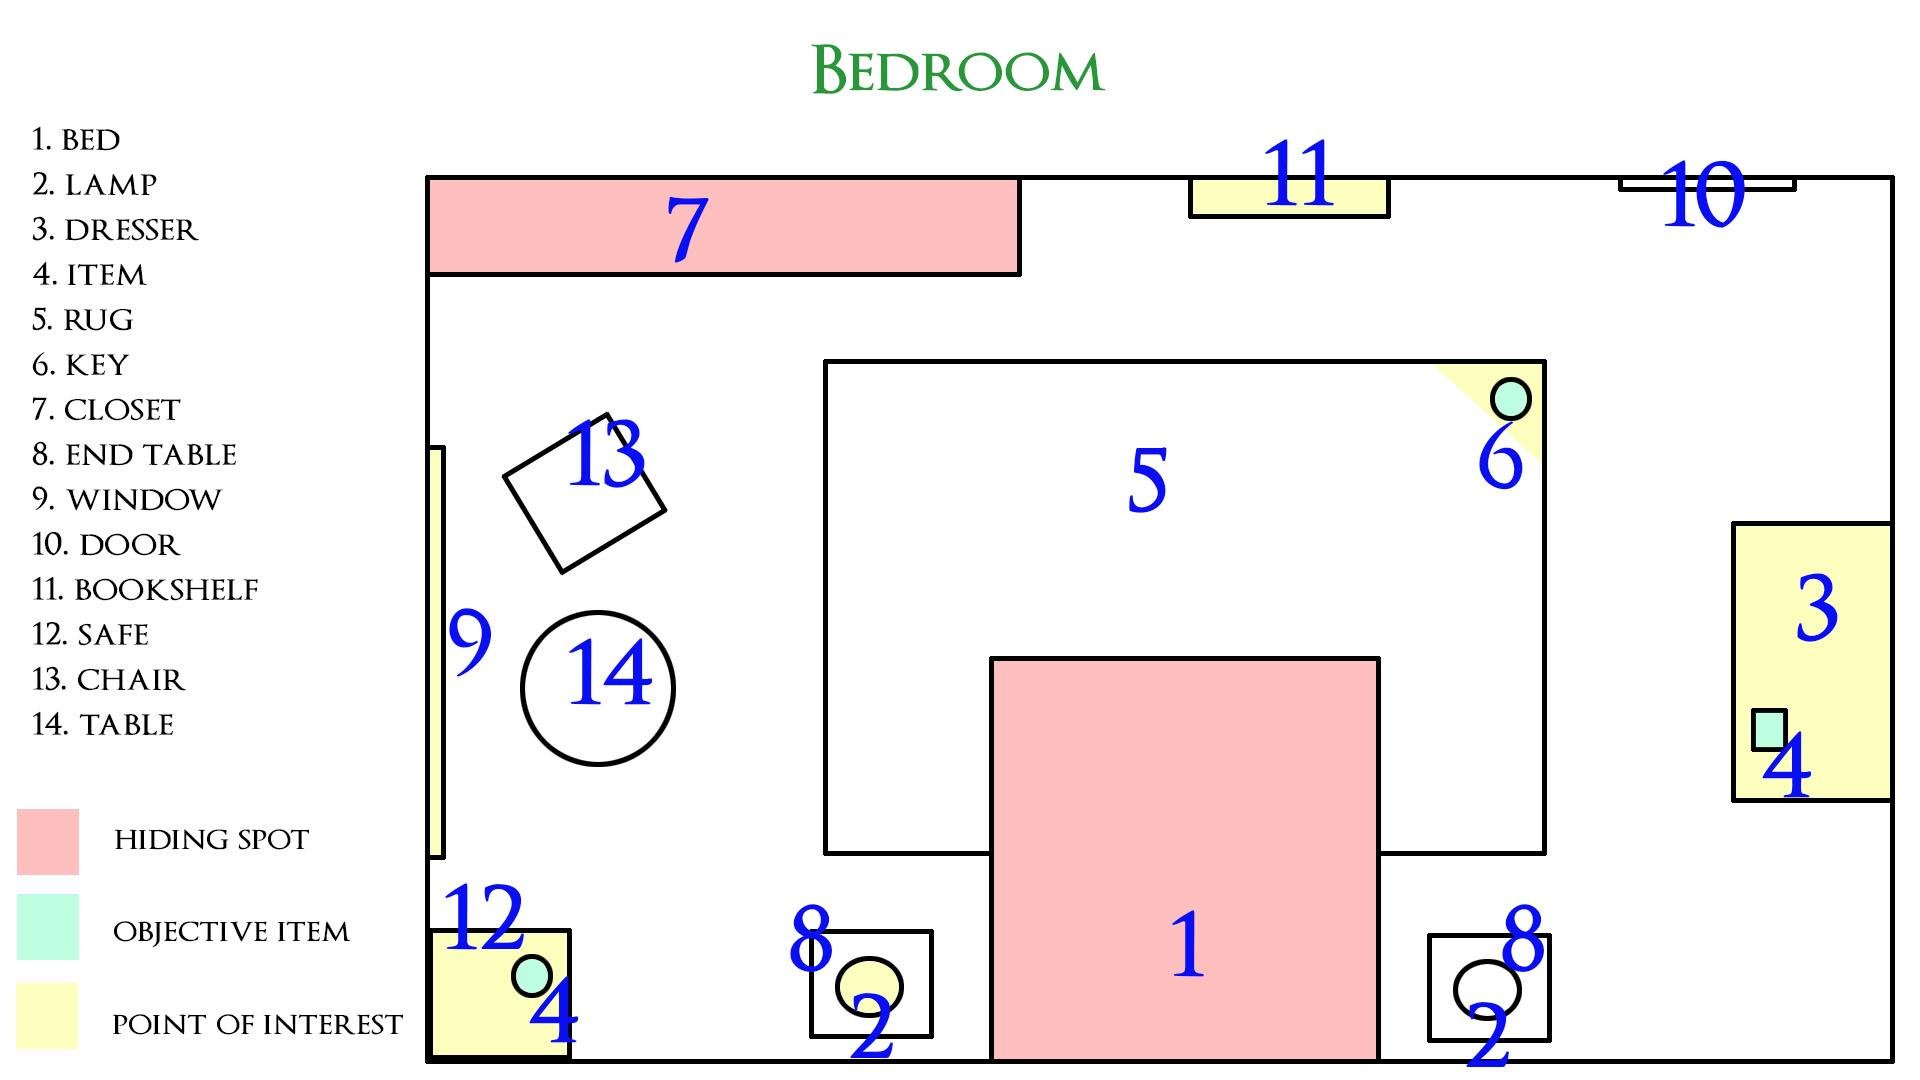 BEDROOM
1. BED
2. LAMP
3. DRESSER
4. ITEM
5. RUG
6. KEY
7. CLOSET
8. END TABLE
9. WINDOW
10. DOOR
11. BOOKSHELF
12. SAFE
13. CHAIR
14. TABLE
HIDING SPOT
OBJECTIVE ITEM
POINT OF INTEREST
11
10
7
13
5
6
3
9
14
4
12
8
1
8
4
2
2